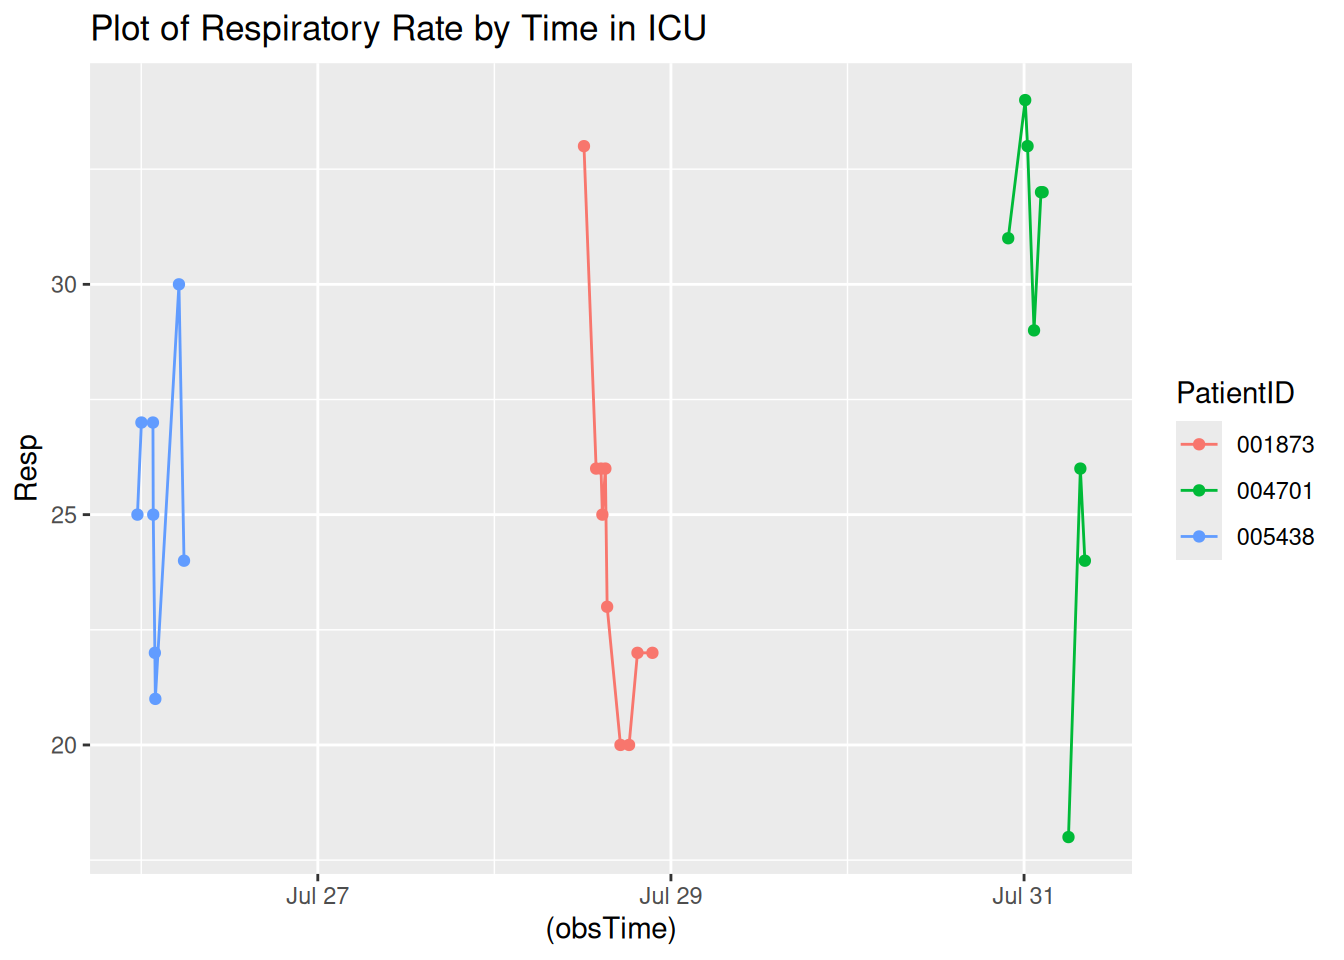 Plot of Respiratory Rate by Time in ICU
Resp
30
25
20
Jul 27
Jul 29
Jul 31
(obsTime)
PatientID
001873
004701
005438